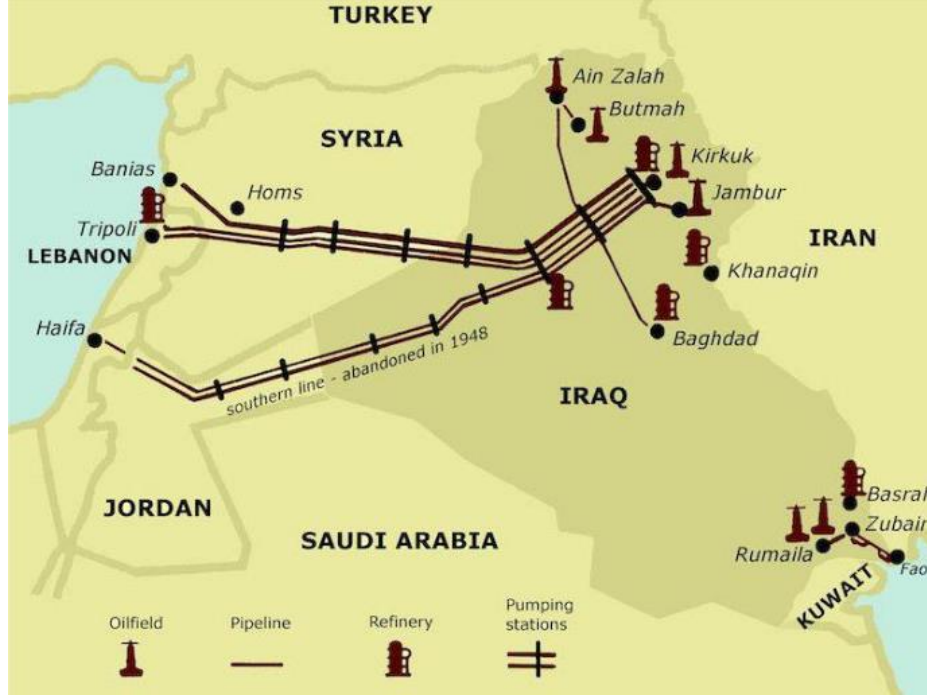 TURKEY
Ain Zalah
Butmah
SYRIA
Kirkuk
Banias
Jambur
Homs
Tripoli
IRAN
LEBANON
Khanaqin
Haifa
Baghdad
southern line - abandoned in 1948
IRAQ
Basrah
JORDAN
Zubair
SAUDI ARABIA
Rumaila
Fao
KUWAIT
Oilfield
Pipeline
Refinery
Pumping
stations